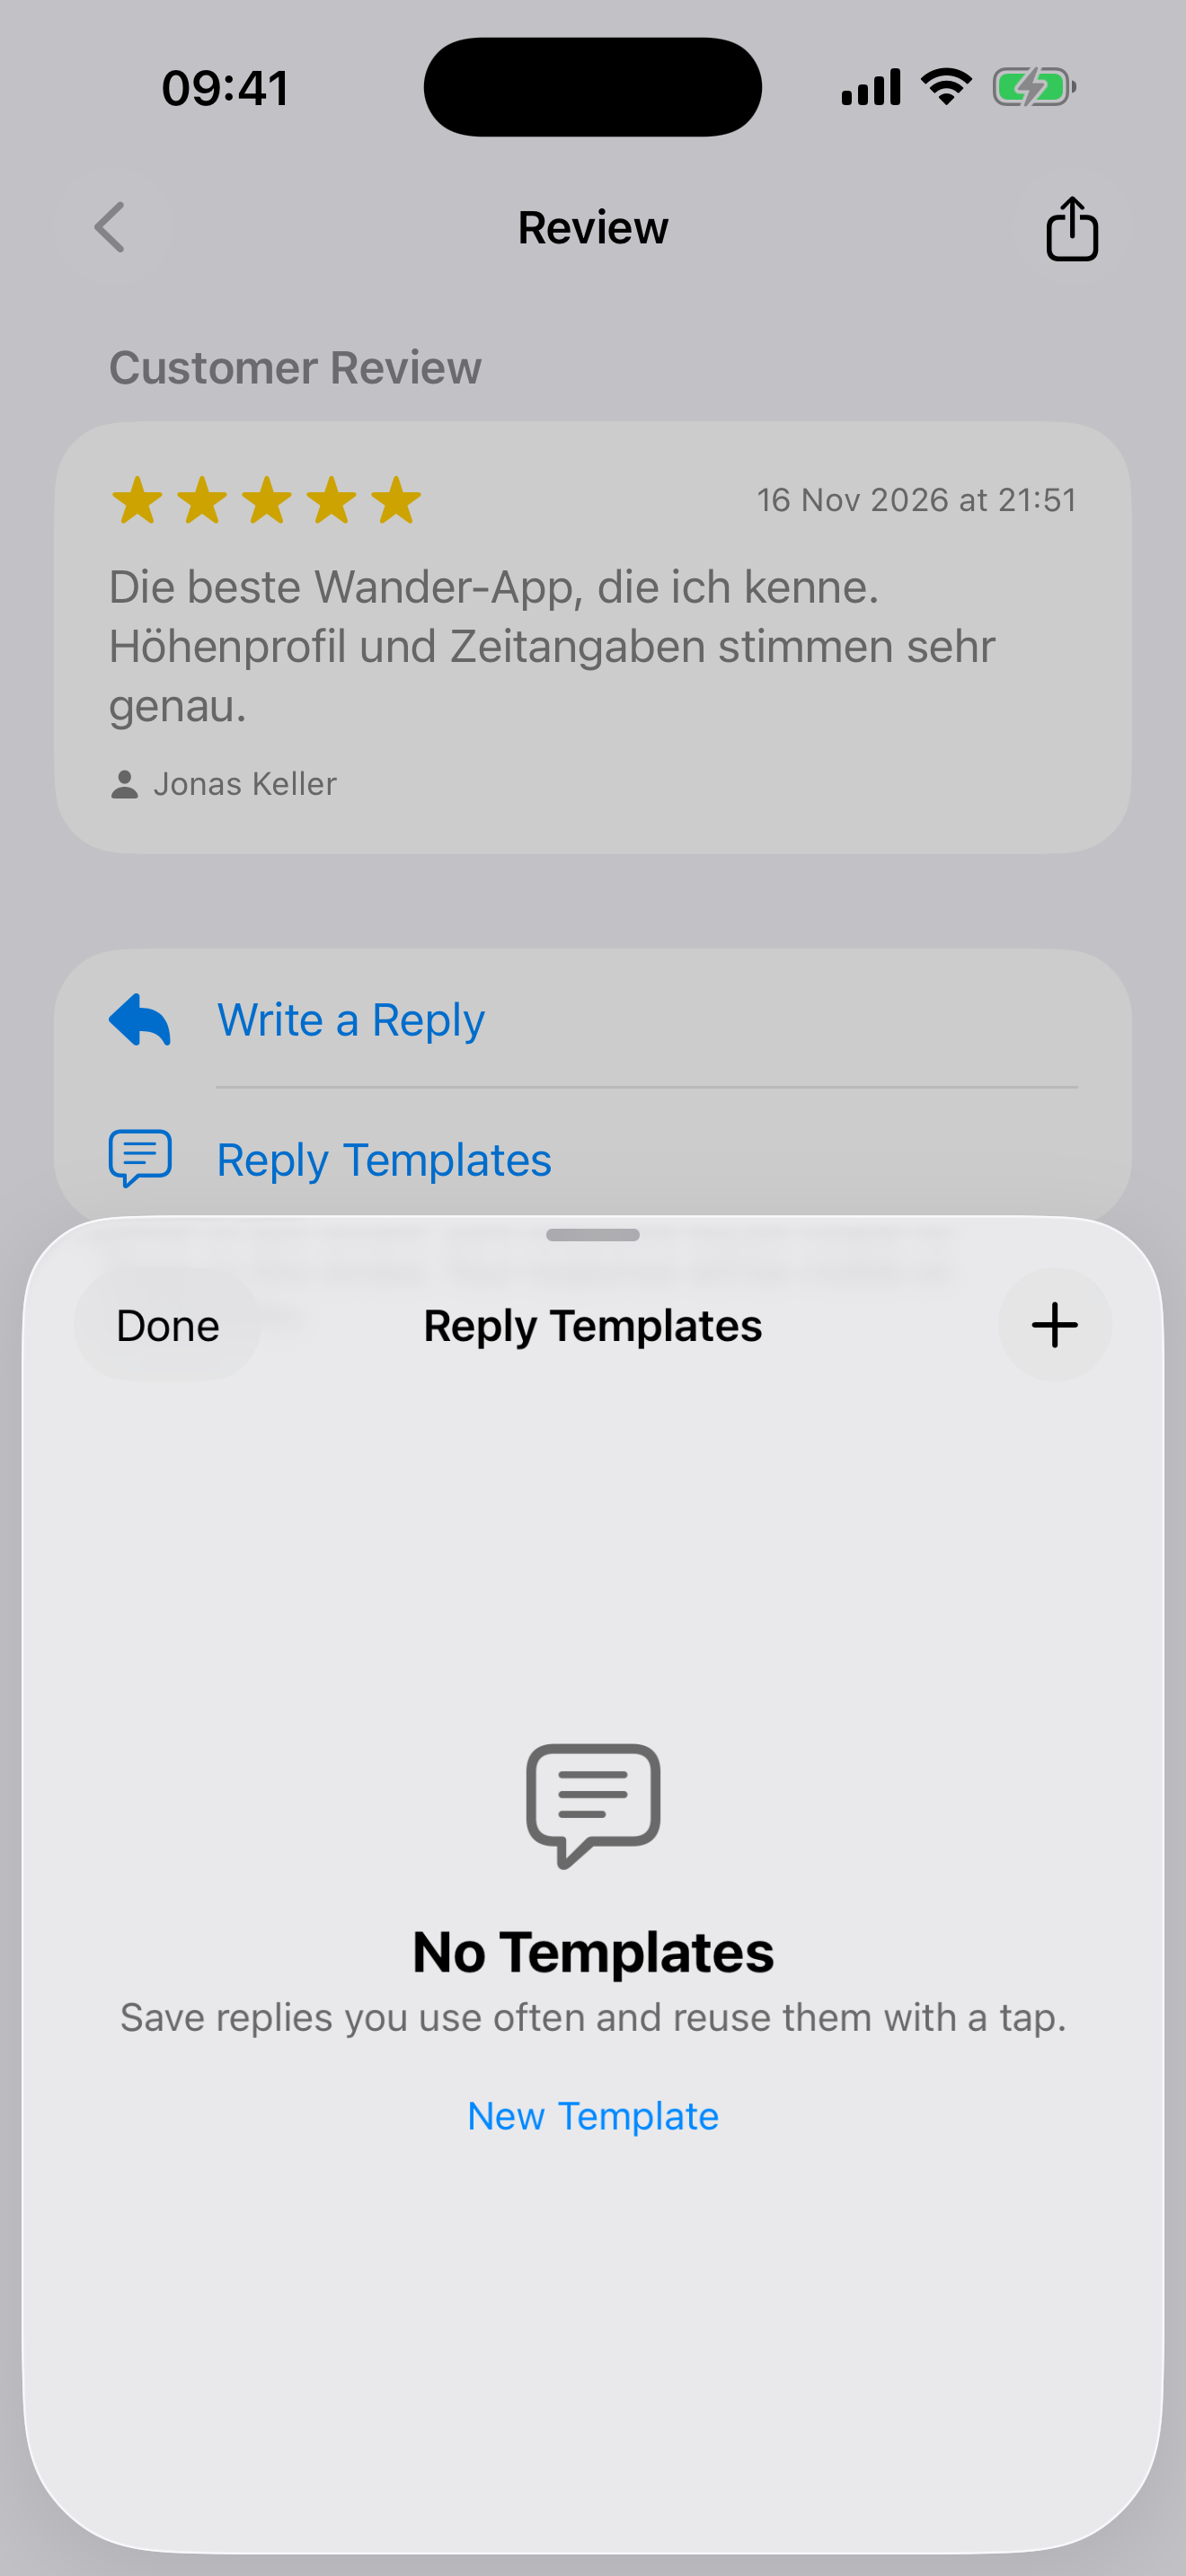 09:41
Review
Customer Review
16 Nov 2026 at 21:51
Die beste Wander-App, die ich kenne.
Höhenprofil und Zeitangaben stimmen sehr
genau.
Jonas Keller
Write a Reply
Reply Templates
Done
Reply Templates
No Templates
Save replies you use often and reuse them with a tap.
New Template